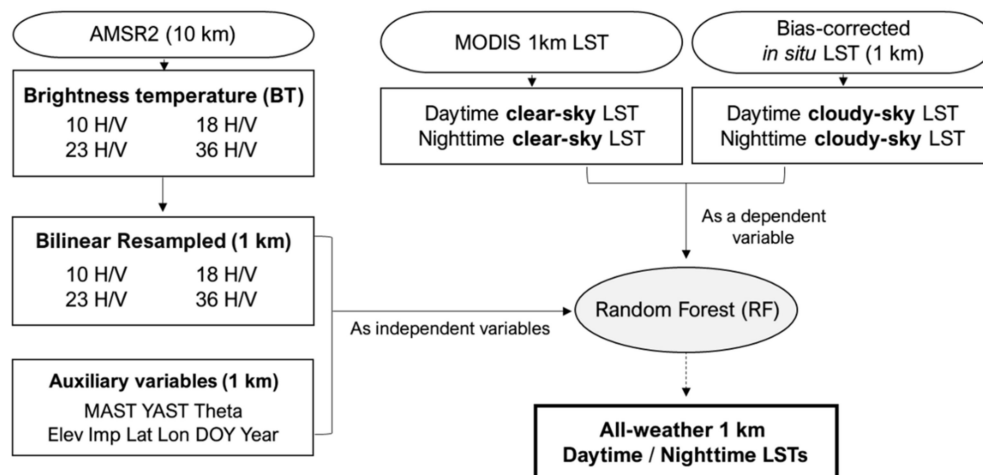 AMSR2 (10 km)
Brightness temperature (BT)
10 H/V 18 H/V
23 H/V 36 H/V
Bilinear Resampled (1 km)
10 H/V 18 H/V
23 H/V 36 H/V
Auxiliary variables (1 km)
MAST YAST Theta
Elev Imp Lat Lon DOY Year
As independent variables
MODIS 1km LST
Daytime clear-sky LST
Nighttime clear-sky LST
Bias-corrected
in situ LST (1 km)
Daytime cloudy-sky LST
Nighttime cloudy-sky LST
As a dependent
variable
Random Forest (RF)
All-weather 1 km
Daytime / Nighttime LSTs